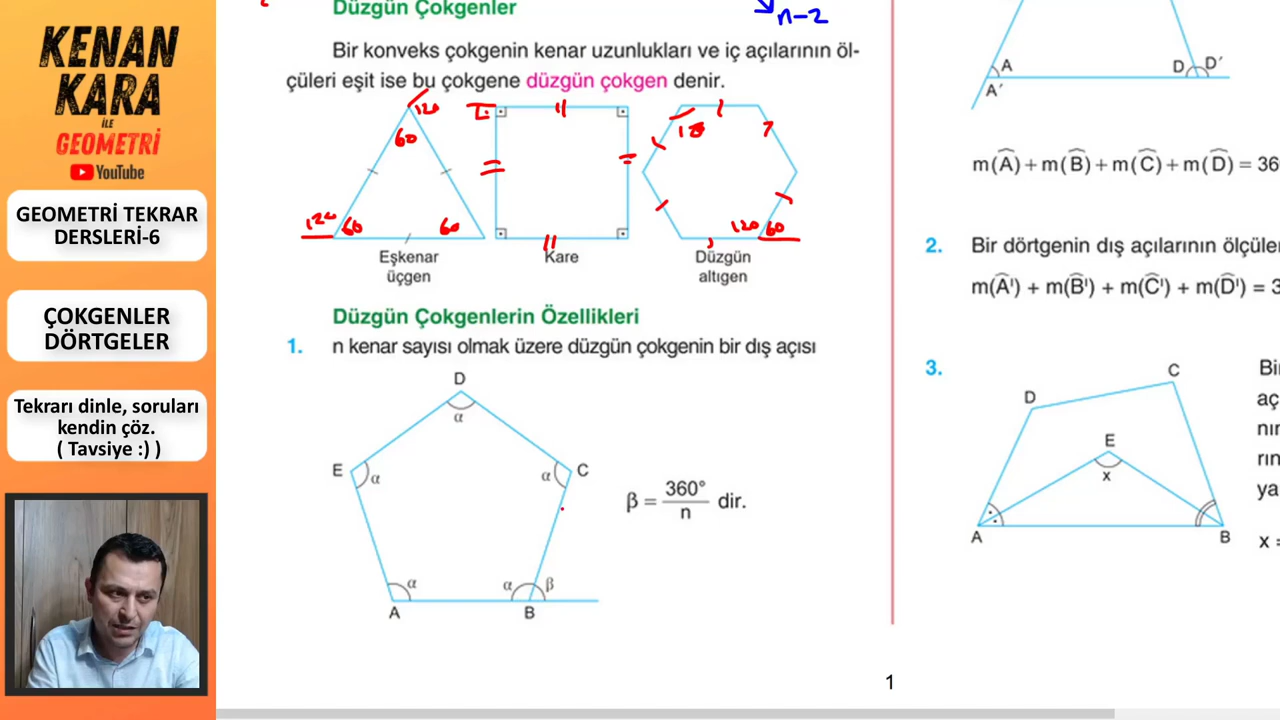 KENAN
KARA
İLE
GEOMETRİ
YouTube
GEOMETRİ TEKRAR
DERSLERİ-6
ÇOKGENLER
DÖRTGELER
Tekrarı dinle, soruları
kendin çöz.
( Tavsiye :) )
Düzgün Çokgenler
n-2
Bir konveks çokgenin kenar uzunlukları ve iç açılarının öl-
çüleri eşit ise bu çokgene düzgün çokgen denir.
120
60
120
60
60
120
60
Eşkenar
üçgen
Kare
Düzgün
altıgen
Düzgün Çokgenlerin Özellikleri
1. n kenar sayısı olmak üzere düzgün çokgenin bir dış açısı
D
α
E
α
α
C
α
α
β
A
B
β = 360°/n dir.
A
D
D'
A'
m(Â) + m(B̂) + m(Ĉ) + m(D̂) = 36
2. Bir dörtgenin dış açılarının ölçüle
m(Â') + m(B̂') + m(Ĉ') + m(D̂') = 3
3.
C
D
E
x
A
B
Bi
aç
nır
rın
ya
x =
1